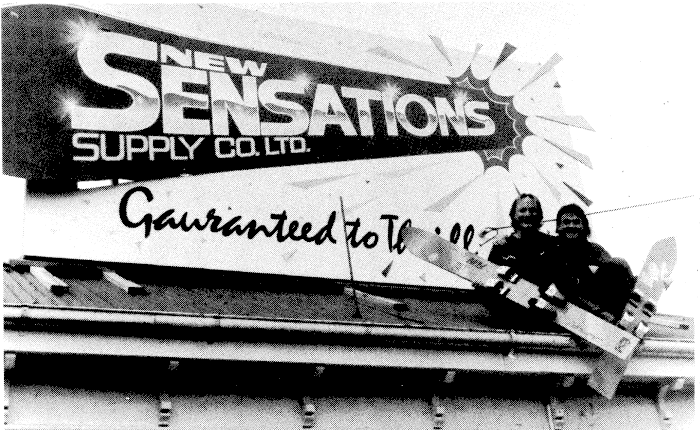 NEW
SENSATIONS
SUPPLY CO. LTD.
Gauranteed to